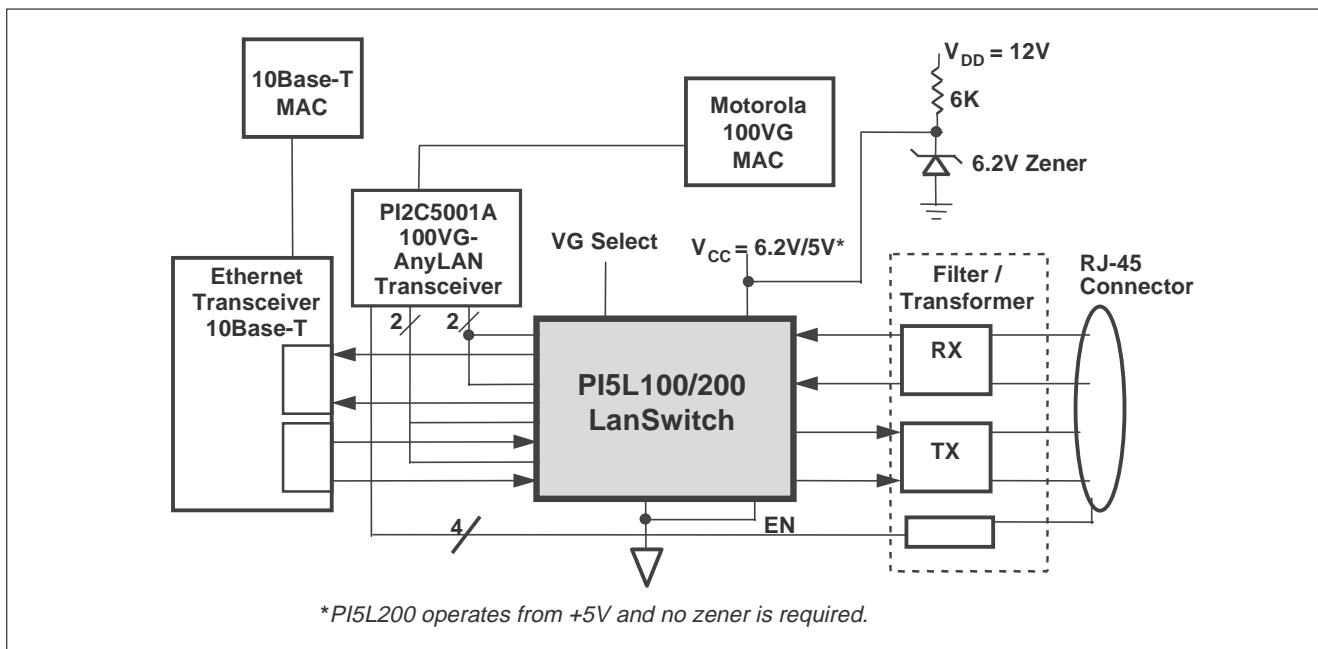 10Base-T
MAC
Motorola
100VG
MAC
VDD = 12V
6K
6.2V Zener
PI2C5001A
100VG-
AnyLAN
Transceiver
VG Select
VCC = 6.2V/5V*
Ethernet
Transceiver
10Base-T
Filter /
Transformer
RJ-45
Connector
2
2
RX
PI5L100/200
LanSwitch
TX
4
EN
*PI5L200 operates from +5V and no zener is required.